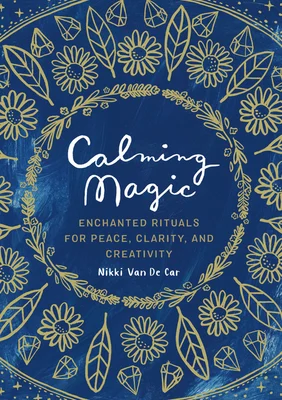 Calming
Magic
ENCHANTED RITUALS
FOR PEACE, CLARITY, AND
CREATIVITY
Nikki Van De Car